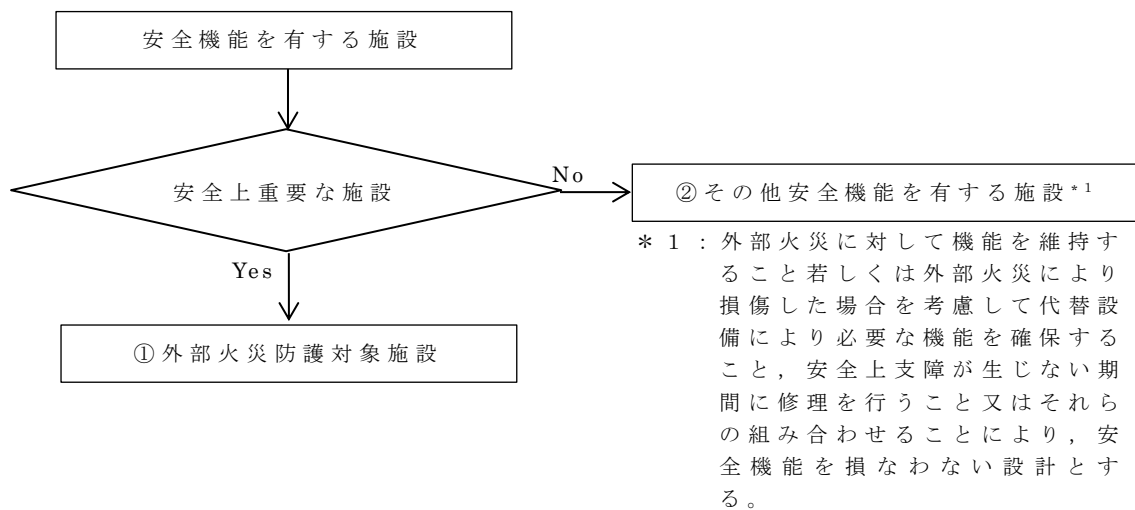 安全機能を有する施設
安全上重要な施設
No
②その他安全機能を有する施設*1
＊1：外部火災に対して機能を維持す
ること若しくは外部火災により
損傷した場合を考慮して代替設
備により必要な機能を確保する
こと，安全上支障が生じない期
間に修理を行うこと又はそれら
の組み合わせることにより，安
全機能を損なわない設計とす
る。
Yes
①外部火災防護対象施設